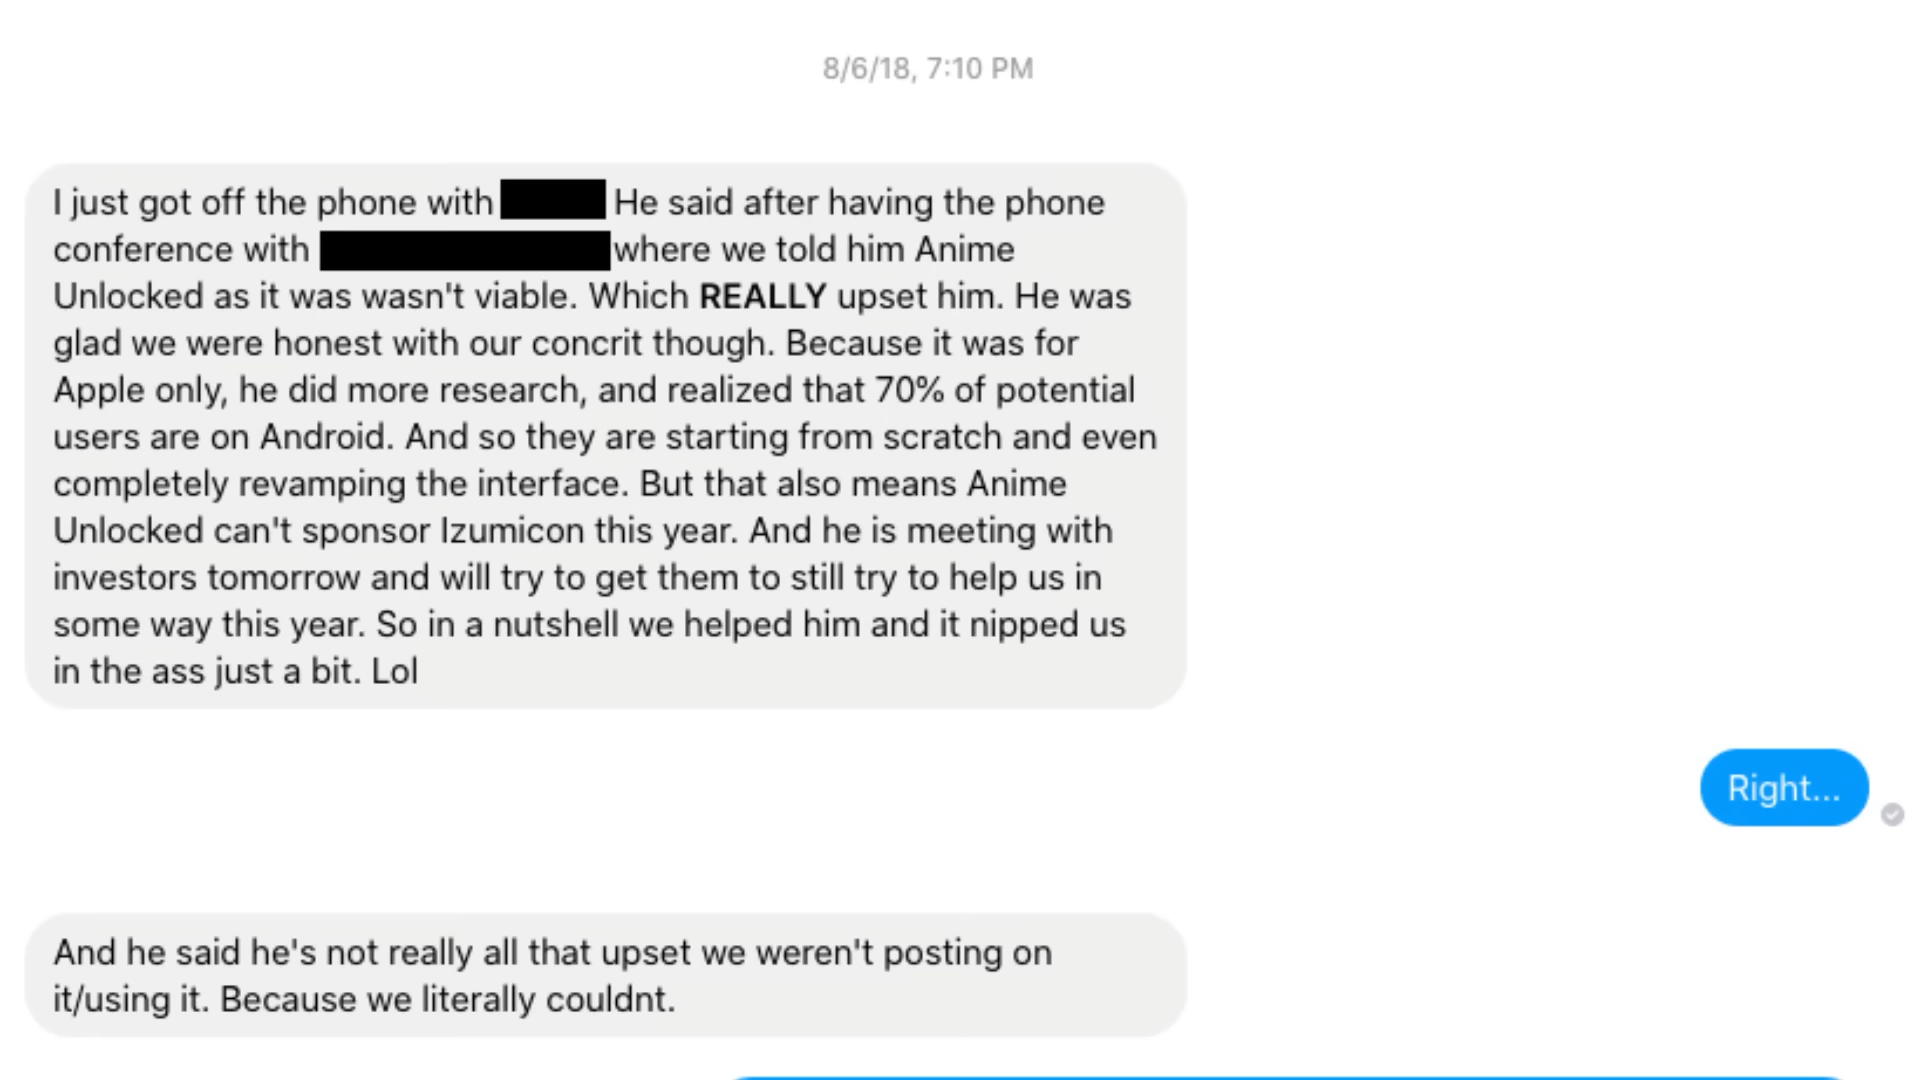 8/6/18, 7:10 PM
I just got off the phone with He said after having the phone
conference with where we told him Anime
Unlocked as it was wasn't viable. Which REALLY upset him. He was
glad we were honest with our concrit though. Because it was for
Apple only, he did more research, and realized that 70% of potential
users are on Android. And so they are starting from scratch and even
completely revamping the interface. But that also means Anime
Unlocked can't sponsor Izumicon this year. And he is meeting with
investors tomorrow and will try to get them to still try to help us in
some way this year. So in a nutshell we helped him and it nipped us
in the ass just a bit. Lol
Right...
And he said he's not really all that upset we weren't posting on
it/using it. Because we literally couldnt.